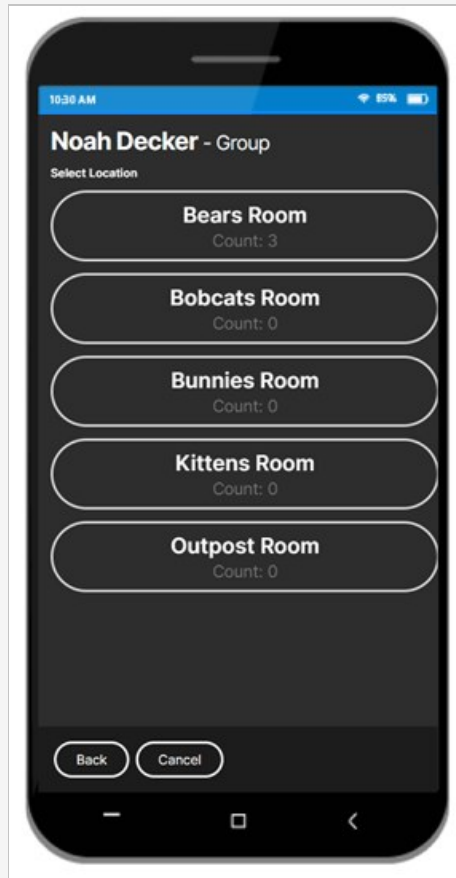 10:30 AM 85%
Noah Decker - Group
Select Location
Bears Room
Count: 3
Bobcats Room
Count: 0
Bunnies Room
Count: 0
Kittens Room
Count: 0
Outpost Room
Count: 0
Back Cancel